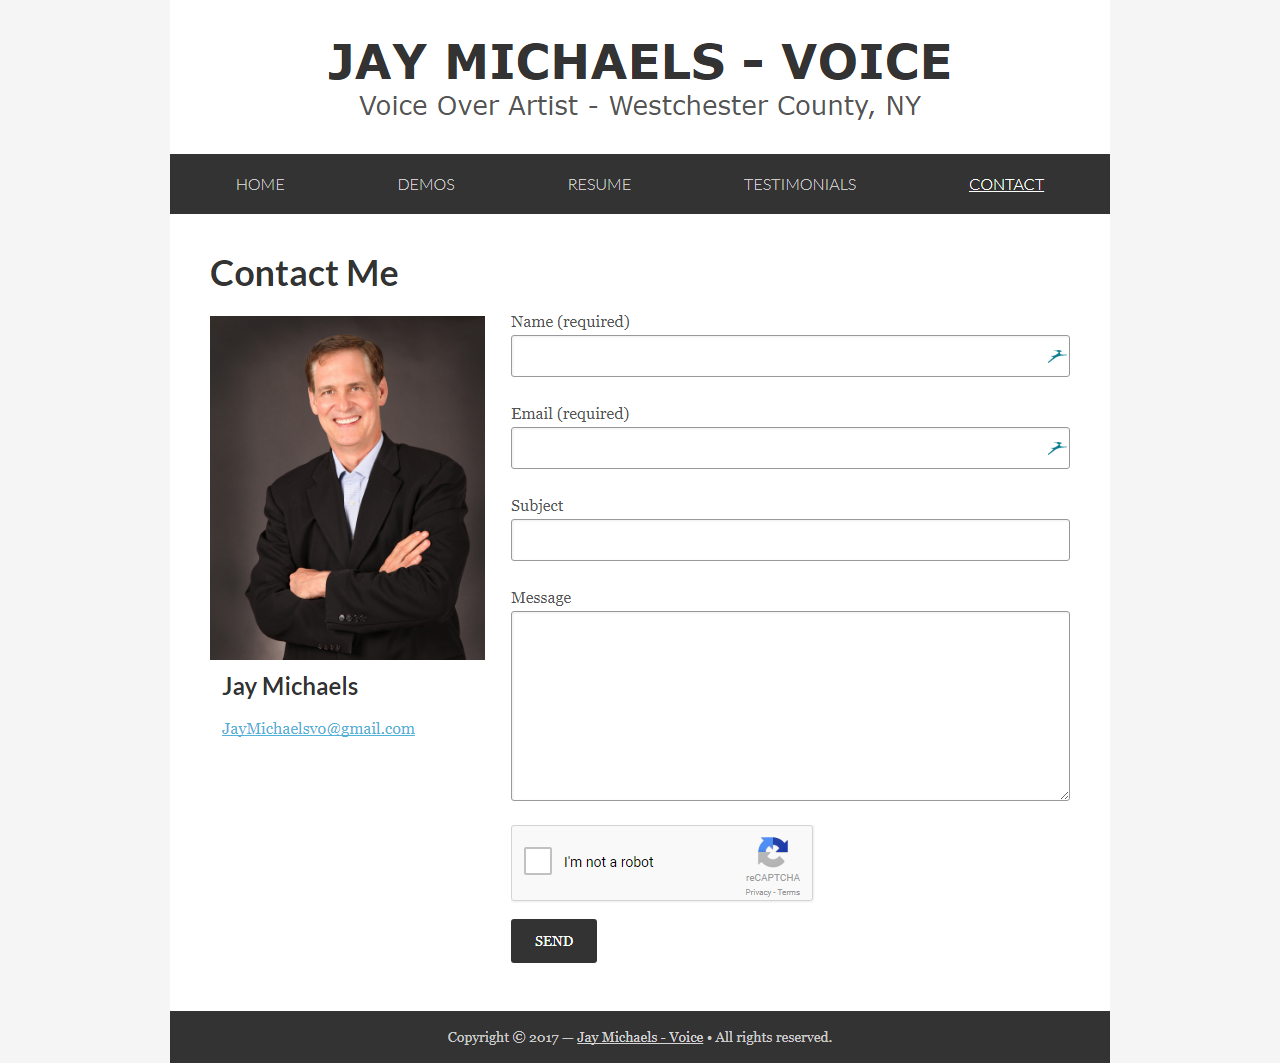 JAY MICHAELS - VOICE
Voice Over Artist - Westchester County, NY
HOME DEMOS RESUME TESTIMONIALS CONTACT
Contact Me
Name (required)
Email (required)
Subject
Message
Jay Michaels
JayMichaelsvo@gmail.com
I'm not a robot
reCAPTCHA
Privacy - Terms
SEND
Copyright © 2017 — Jay Michaels - Voice • All rights reserved.